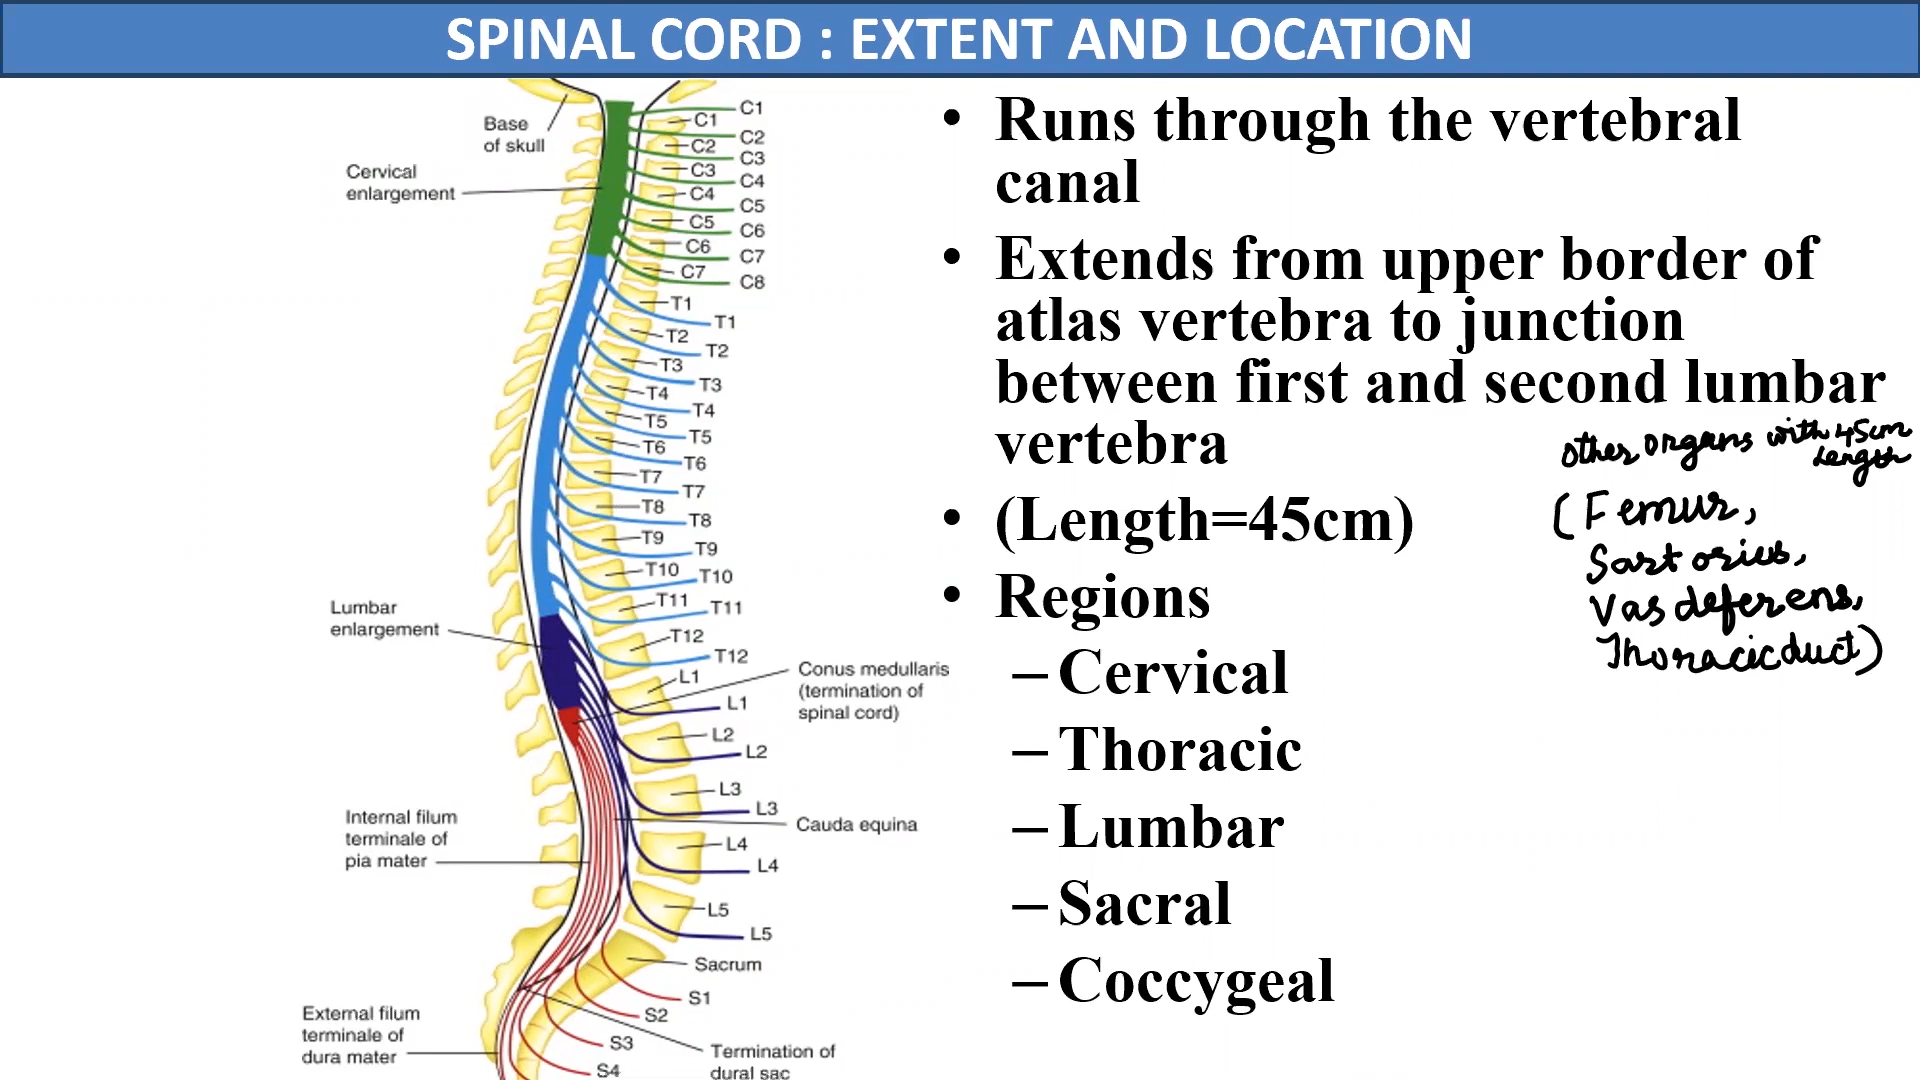 SPINAL CORD : EXTENT AND LOCATION
Base
of skull
Cervical
enlargement
C1
C1
C2
C2
C3
C3
C4
C4
C5
C5
C6
C6
C7
C7
C8
T1
T1
T2
T2
T3
T3
T4
T4
T5
T5
T6
T6
T7
T7
T8
T8
T9
T9
T10
T10
T11
T11
T12
T12
Lumbar
enlargement
L1
L1
Conus medullaris
(termination of
spinal cord)
L2
L2
L3
L3
Cauda equina
L4
L4
Internal filum
terminale of
pia mater
L5
L5
Sacrum
S1
S2
S3
S4
External filum
terminale of
dura mater
Termination of
dural sac
• Runs through the vertebral
canal
• Extends from upper border of
atlas vertebra to junction
between first and second lumbar
vertebra
• (Length=45cm)
• Regions
– Cervical
– Thoracic
– Lumbar
– Sacral
– Coccygeal
other organs with 45cm
Length
(Femur,
Sartorius,
Vas deferens,
Thoracic duct)